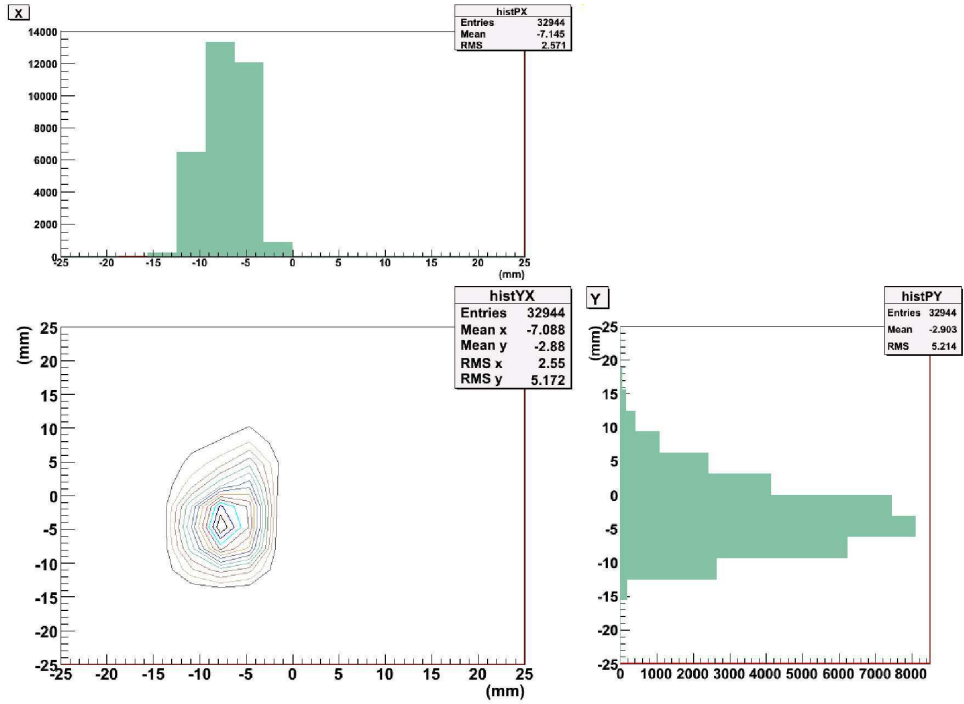 X
histPX
Entries 32944
Mean -7.145
RMS 2.571
14000
12000
10000
8000
6000
4000
2000
0
-25 -20 -15 -10 -5 0 5 10 15 20 25
(mm)
histYX
Entries 32944
Mean x -7.088
Mean y -2.88
RMS x 2.55
RMS y 5.172
(mm)
25
20
15
10
5
0
-5
-10
-15
-20
-25
-25 -20 -15 -10 -5 0 5 10 15 20 25
(mm)
Y
histPY
Entries 32944
Mean -2.903
RMS 5.214
(mm)
25
20
15
10
5
0
-5
-10
-15
-20
-25
0 1000 2000 3000 4000 5000 6000 7000 8000